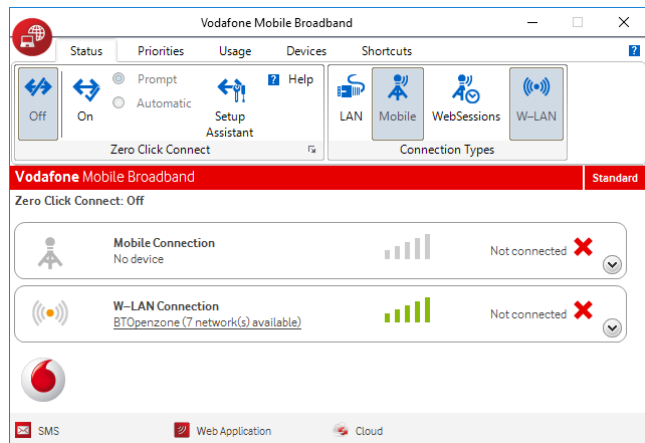 Vodafone Mobile Broadband
Status Priorities Usage Devices Shortcuts
Off
On
Prompt
Automatic
Setup
Assistant
Help
Zero Click Connect
LAN
Mobile
WebSessions
W–LAN
Connection Types
Vodafone Mobile Broadband
Standard
Zero Click Connect: Off
Mobile Connection
No device
Not connected
W–LAN Connection
BTOpenzone (7 network(s) available)
Not connected
SMS Web Application Cloud